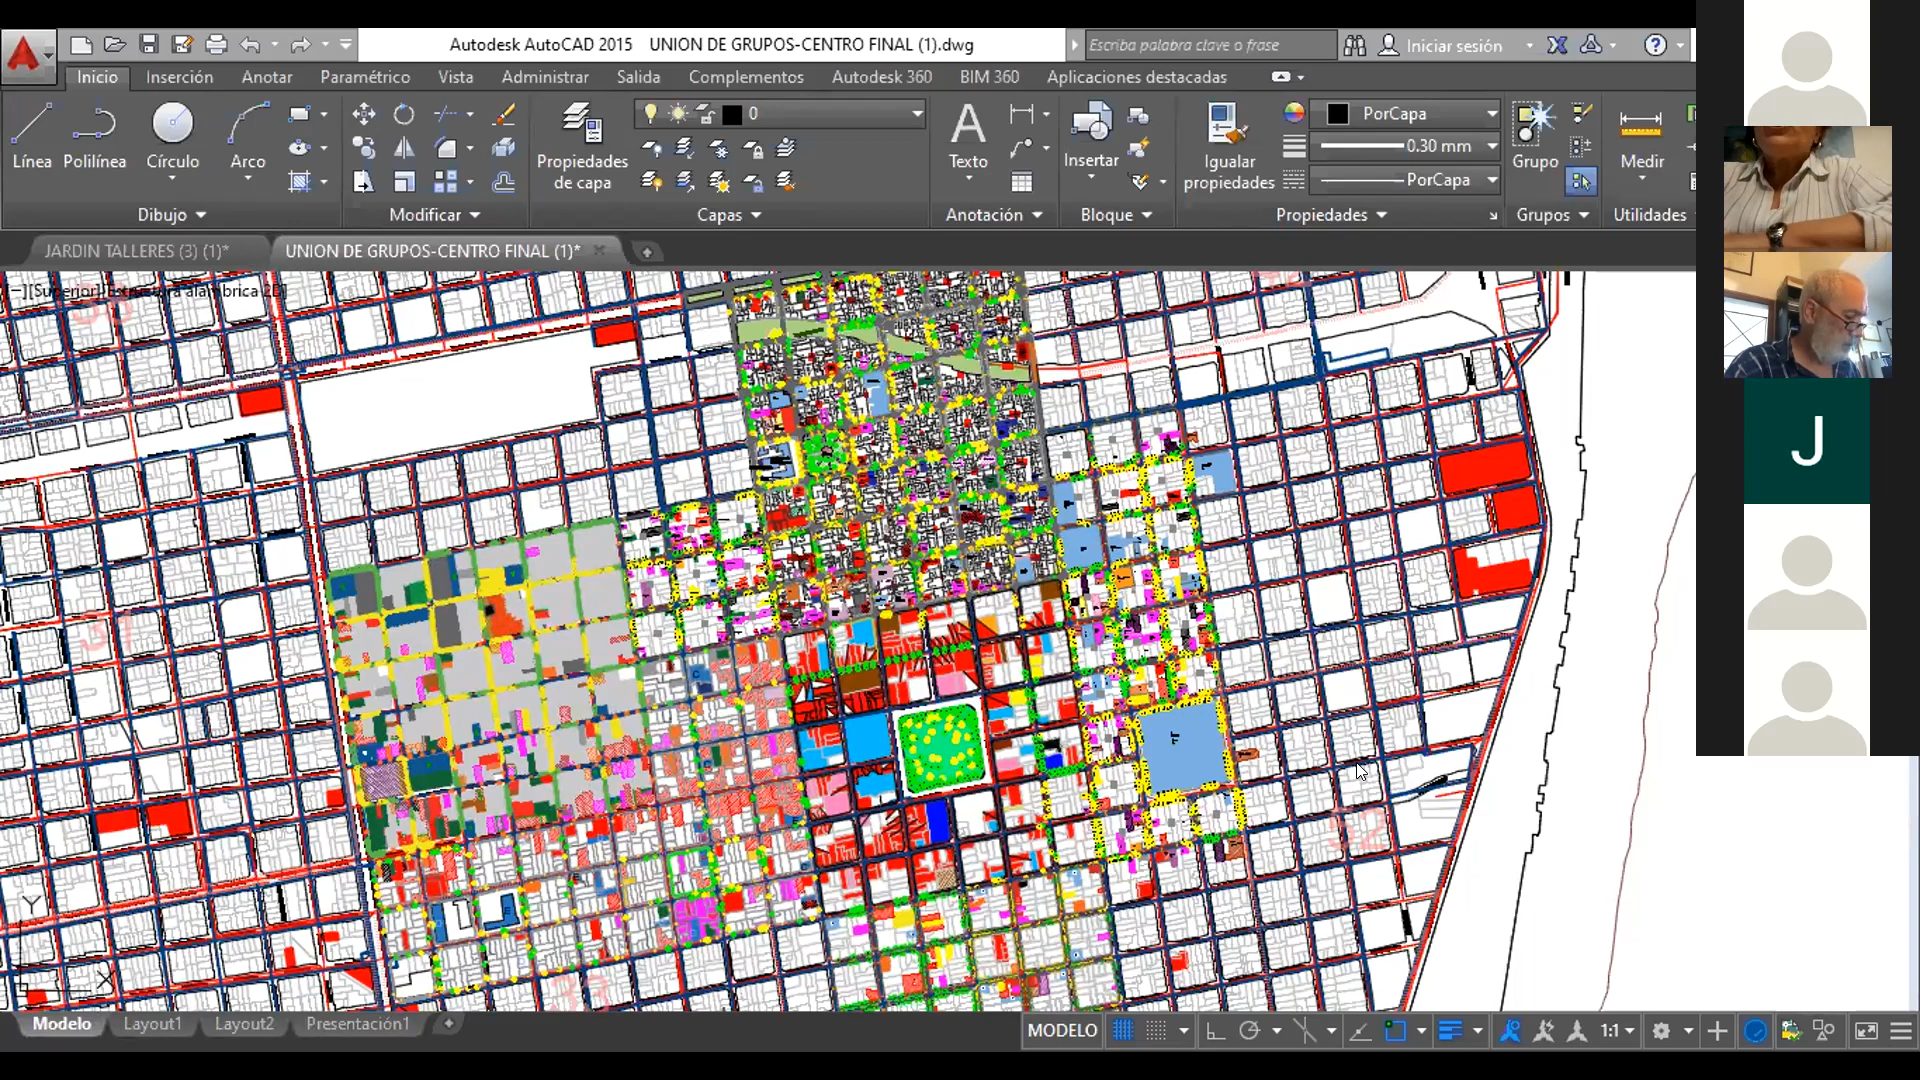 Autodesk AutoCAD 2015 UNION DE GRUPOS-CENTRO FINAL (1).dwg
Escriba palabra clave o frase
Iniciar sesión
Inicio Inserción Anotar Paramétrico Vista Administrar Salida Complementos Autodesk 360 BIM 360 Aplicaciones destacadas
0
PorCapa
0.30 mm
PorCapa
Línea Polilínea Círculo Arco
Propiedades de capa
Texto
Insertar
Igualar propiedades
Grupo
Medir
Dibujo Modificar Capas Anotación Bloque Propiedades Grupos Utilidades
JARDIN TALLERES (3) (1)*
UNION DE GRUPOS-CENTRO FINAL (1)*
J
32
33
Y
X
Modelo Layout1 Layout2 Presentación1
MODELO
1:1